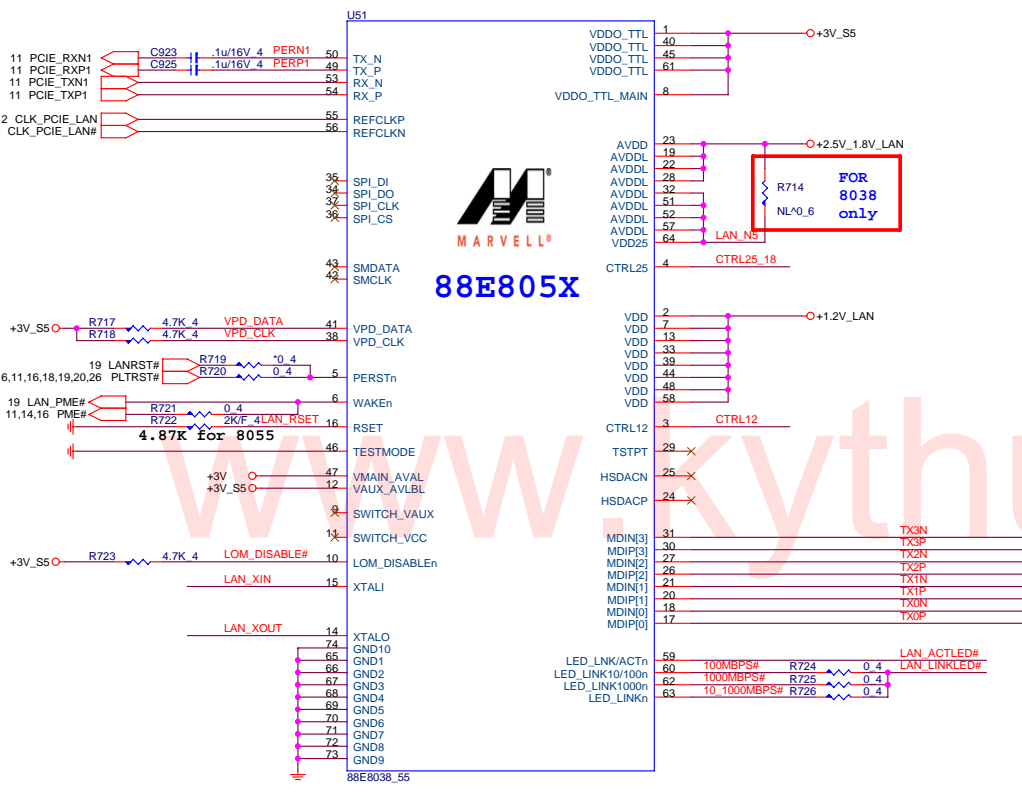 U51
11 PCIE_RXN1 C923 .1u/16V_4 PERN1 50 TX_N
11 PCIE_RXP1 C925 .1u/16V_4 PERP1 49 TX_P
11 PCIE_TXN1 53 RX_N
11 PCIE_TXP1 54 RX_P
2 CLK_PCIE_LAN 55 REFCLKP
CLK_PCIE_LAN# 56 REFCLKN
35 SPI_DI
34 SPI_DO
37 SPI_CLK
36 SPI_CS
43 SMDATA
42 SMCLK
+3V_S5 R717 4.7K_4 VPD_DATA 41 VPD_DATA
R718 4.7K_4 VPD_CLK 38 VPD_CLK
19 LANRST# R719 *0_4
6,11,16,18,19,20,26 PLTRST# R720 0_4 5 PERSTn
19 LAN_PME# 6 WAKEn
11,14,16 PME# R721 0_4
R722 2K/F_4 LAN_RSET 16 RSET
4.87K for 8055
46 TESTMODE
+3V 47 VMAIN_AVAL
+3V_S5 12 VAUX_AVLBL
9 SWITCH_VAUX
11 SWITCH_VCC
+3V_S5 R723 4.7K_4 LOM_DISABLE# 10 LOM_DISABLEn
LAN_XIN 15 XTALI
LAN_XOUT 14 XTALO
74 GND10
65 GND1
66 GND2
67 GND3
68 GND4
69 GND5
70 GND6
71 GND7
72 GND8
73 GND9
88E8038_55
MARVELL®
®
88E805X
VDDO_TTL 1 +3V_S5
VDDO_TTL 40
VDDO_TTL 45
VDDO_TTL 61
VDDO_TTL_MAIN 8
AVDD 23 +2.5V_1.8V_LAN
AVDDL 19
AVDDL 22
AVDDL 28
AVDDL 32
AVDDL 51
AVDDL 52
AVDDL 57
VDD25 64 LAN_N5
R714
NL^0_6
FOR
8038
only
CTRL25 4 CTRL25_18
VDD 2 +1.2V_LAN
VDD 7
VDD 13
VDD 33
VDD 39
VDD 44
VDD 48
VDD 58
CTRL12 3 CTRL12
TSTPT 29
HSDACN 25
HSDACP 24
MDIN[3] 31 TX3N
MDIP[3] 30 TX3P
MDIN[2] 27 TX2N
MDIP[2] 26 TX2P
MDIN[1] 21 TX1N
MDIP[1] 20 TX1P
MDIN[0] 18 TX0N
MDIP[0] 17 TX0P
LED_LNK/ACTn 59 LAN_ACTLED#
LED_LINK10/100n 60 100MBPS# R724 0_4 LAN_LINKLED#
LED_LINK1000n 62 1000MBPS# R725 0_4
LED_LINKn 63 10_1000MBPS# R726 0_4
www.kythu